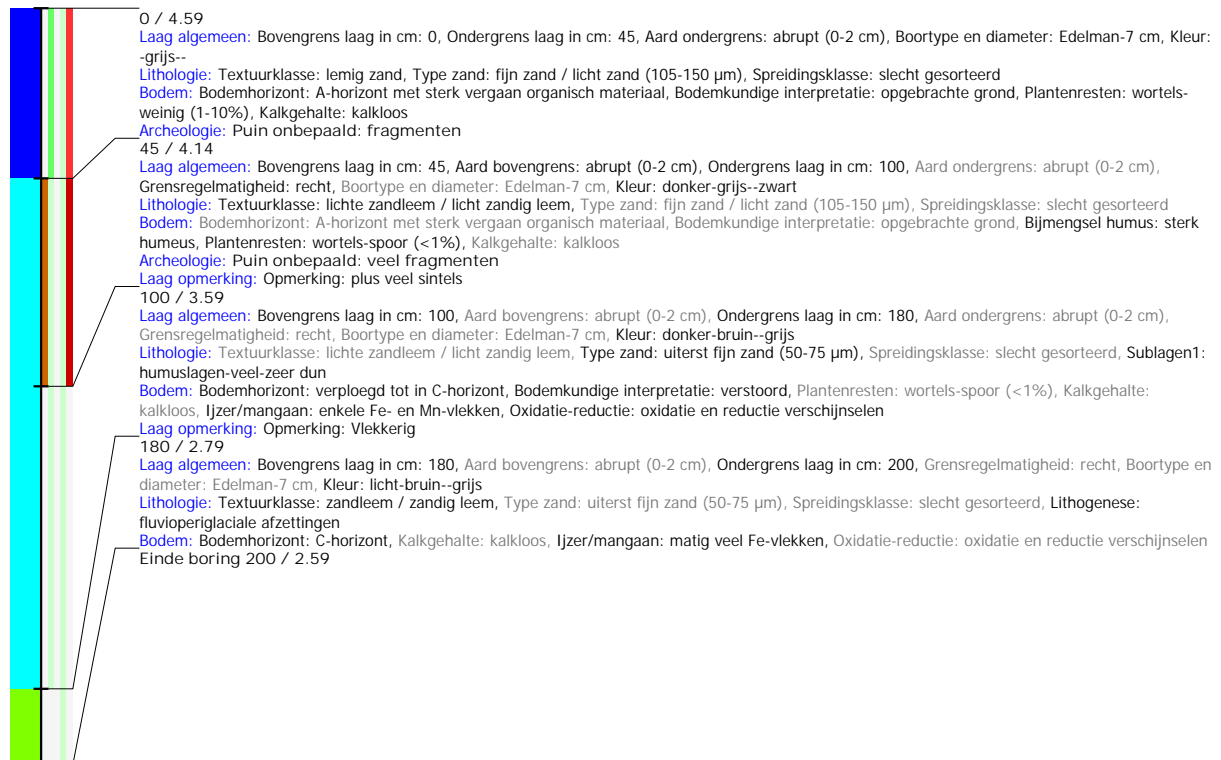 0 / 4.59
Laag algemeen: Bovengrens laag in cm: 0, Ondergrens laag in cm: 45, Aard ondergrens: abrupt (0-2 cm), Boortype en diameter: Edelman-7 cm, Kleur:
-grijs--
Lithologie: Textuurklasse: lemig zand, Type zand: fijn zand / licht zand (105-150 µm), Spreidingsklasse: slecht gesorteerd
Bodem: Bodemhorizont: A-horizont met sterk vergaan organisch materiaal, Bodemkundige interpretatie: opgebrachte grond, Plantenresten: wortels-
weinig (1-10%), Kalkgehalte: kalkloos
Archeologie: Puin onbepaald: fragmenten
45 / 4.14
Laag algemeen: Bovengrens laag in cm: 45, Aard bovengrens: abrupt (0-2 cm), Ondergrens laag in cm: 100, Aard ondergrens: abrupt (0-2 cm),
Grensregelmatigheid: recht, Boortype en diameter: Edelman-7 cm, Kleur: donker-grijs--zwart
Lithologie: Textuurklasse: lichte zandleem / licht zandig leem, Type zand: fijn zand / licht zand (105-150 µm), Spreidingsklasse: slecht gesorteerd
Bodem: Bodemhorizont: A-horizont met sterk vergaan organisch materiaal, Bodemkundige interpretatie: opgebrachte grond, Bijmengsel humus: sterk
humeus, Plantenresten: wortels-spoor (<1%), Kalkgehalte: kalkloos
Archeologie: Puin onbepaald: veel fragmenten
Laag opmerking: Opmerking: plus veel sintels
100 / 3.59
Laag algemeen: Bovengrens laag in cm: 100, Aard bovengrens: abrupt (0-2 cm), Ondergrens laag in cm: 180, Aard ondergrens: abrupt (0-2 cm),
Grensregelmatigheid: recht, Boortype en diameter: Edelman-7 cm, Kleur: donker-bruin--grijs
Lithologie: Textuurklasse: lichte zandleem / licht zandig leem, Type zand: uiterst fijn zand (50-75 µm), Spreidingsklasse: slecht gesorteerd, Sublagen1:
humuslagen-veel-zeer dun
Bodem: Bodemhorizont: verploegd tot in C-horizont, Bodemkundige interpretatie: verstoord, Plantenresten: wortels-spoor (<1%), Kalkgehalte:
kalkloos, Ijzer/mangaan: enkele Fe- en Mn-vlekken, Oxidatie-reductie: oxidatie en reductie verschijnselen
Laag opmerking: Opmerking: Vlekkerig
180 / 2.79
Laag algemeen: Bovengrens laag in cm: 180, Aard bovengrens: abrupt (0-2 cm), Ondergrens laag in cm: 200, Grensregelmatigheid: recht, Boortype en
diameter: Edelman-7 cm, Kleur: licht-bruin--grijs
Lithologie: Textuurklasse: zandleem / zandig leem, Type zand: uiterst fijn zand (50-75 µm), Spreidingsklasse: slecht gesorteerd, Lithogenese:
fluvioperiglaciale afzettingen
Bodem: Bodemhorizont: C-horizont, Kalkgehalte: kalkloos, Ijzer/mangaan: matig veel Fe-vlekken, Oxidatie-reductie: oxidatie en reductie verschijnselen
Einde boring 200 / 2.59